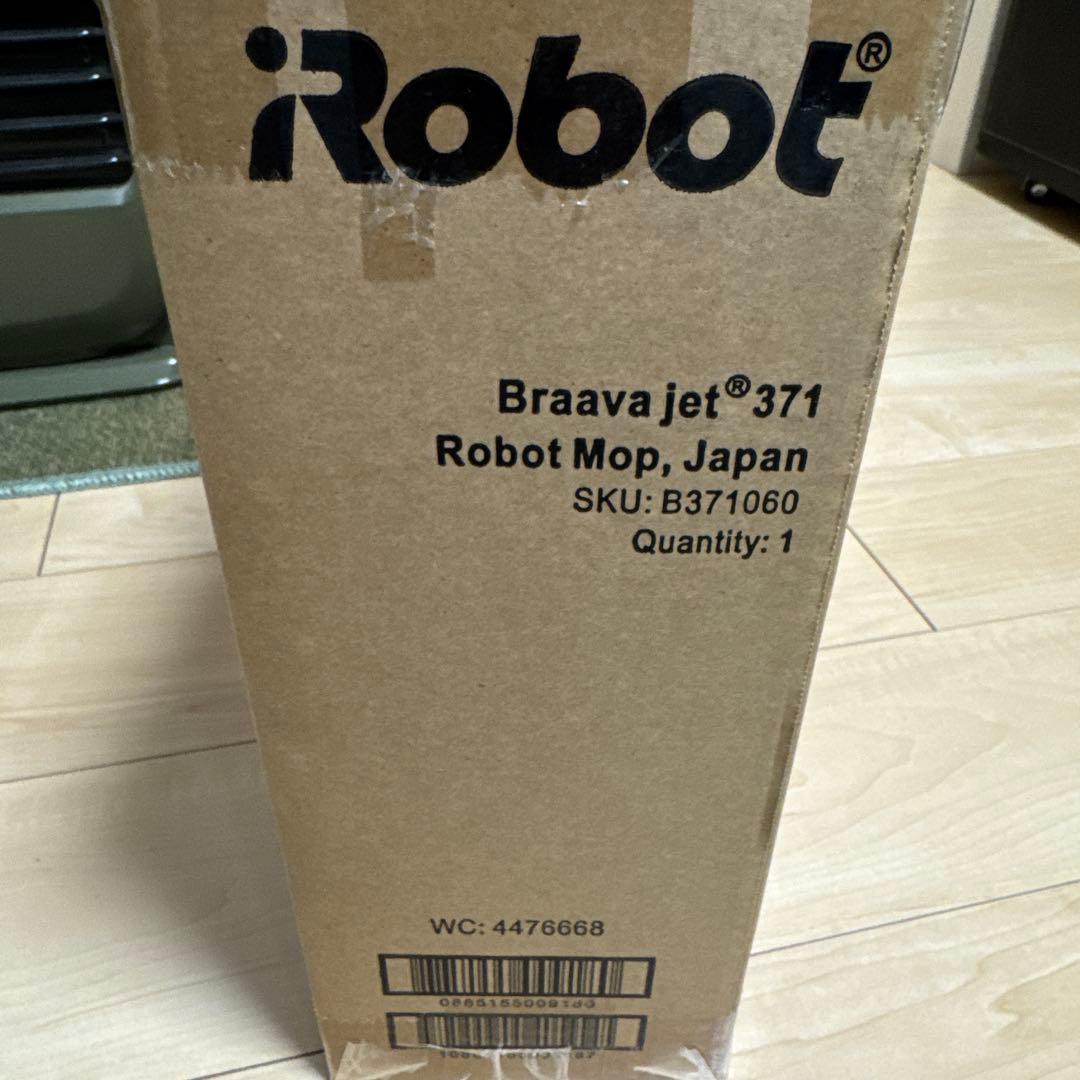 iRobot®
Braava jet® 371
Robot Mop, Japan
SKU: B371060
Quantity: 1
WC: 4476668